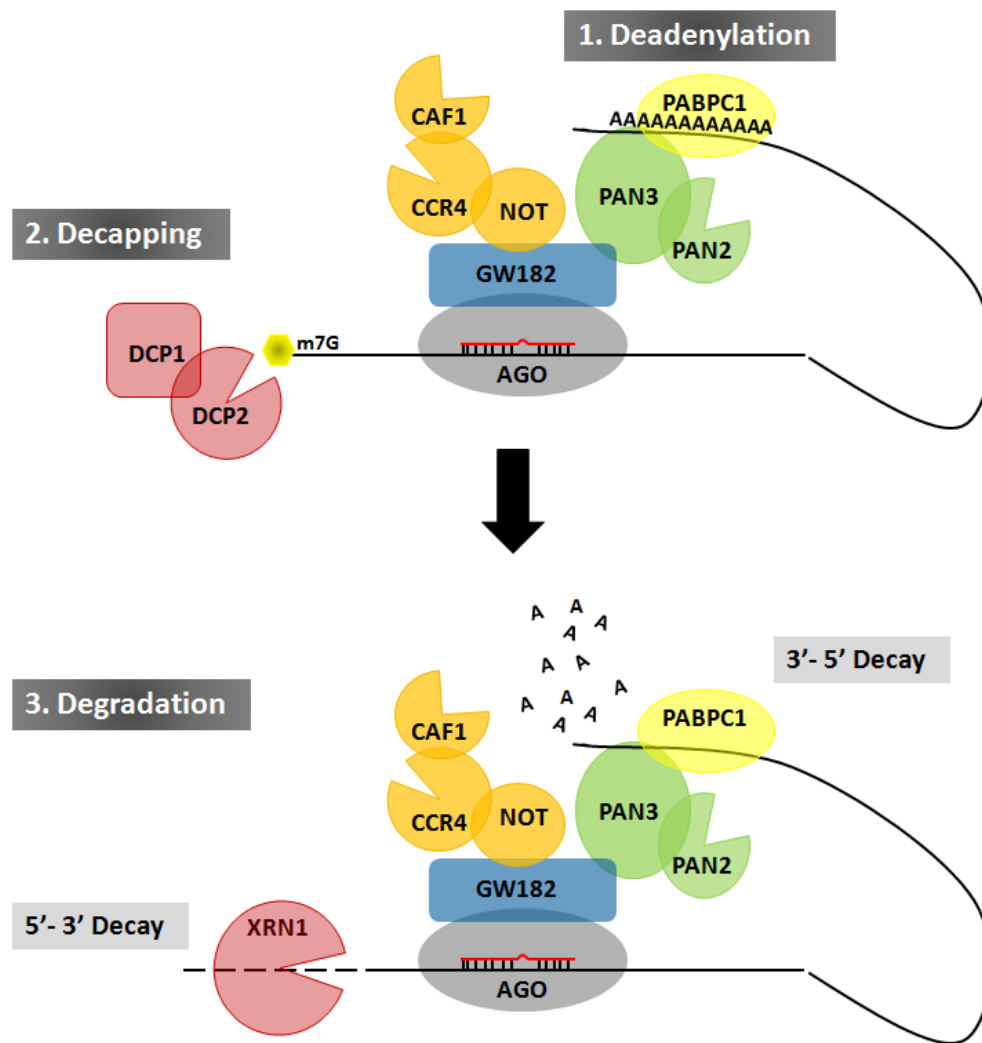 1. Deadenylation
PABPC1
AAAAAAAAAAAA
CAF1
CCR4
NOT
PAN3
PAN2
2. Decapping
GW182
m7G
DCP1
AGO
DCP2
A
A
A
A
A
A
A
A
A
A
A
3'- 5' Decay
3. Degradation
PABPC1
CAF1
CCR4
NOT
PAN3
PAN2
GW182
5'- 3' Decay
XRN1
AGO